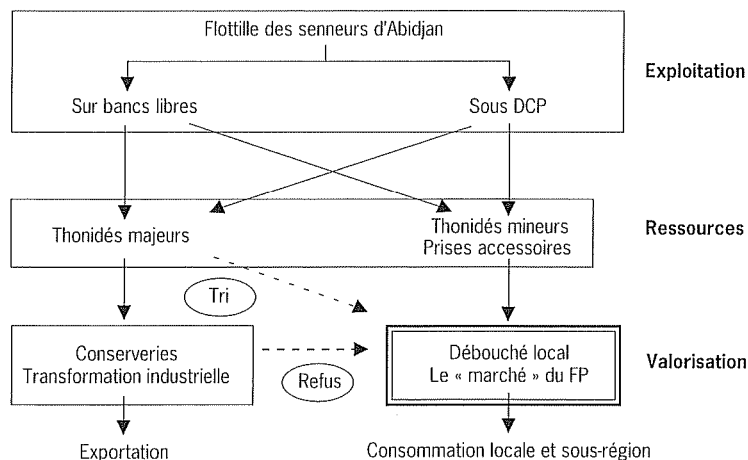 Flottille des senneurs d'Abidjan
Exploitation
Sur bancs libres
Sous DCP
Thonidés majeurs
Thonidés mineurs
Prises accessoires
Ressources
Tri
Conserveries
Transformation industrielle
Refus
Débouché local
Le « marché » du FP
Valorisation
Exportation
Consommation locale et sous-région